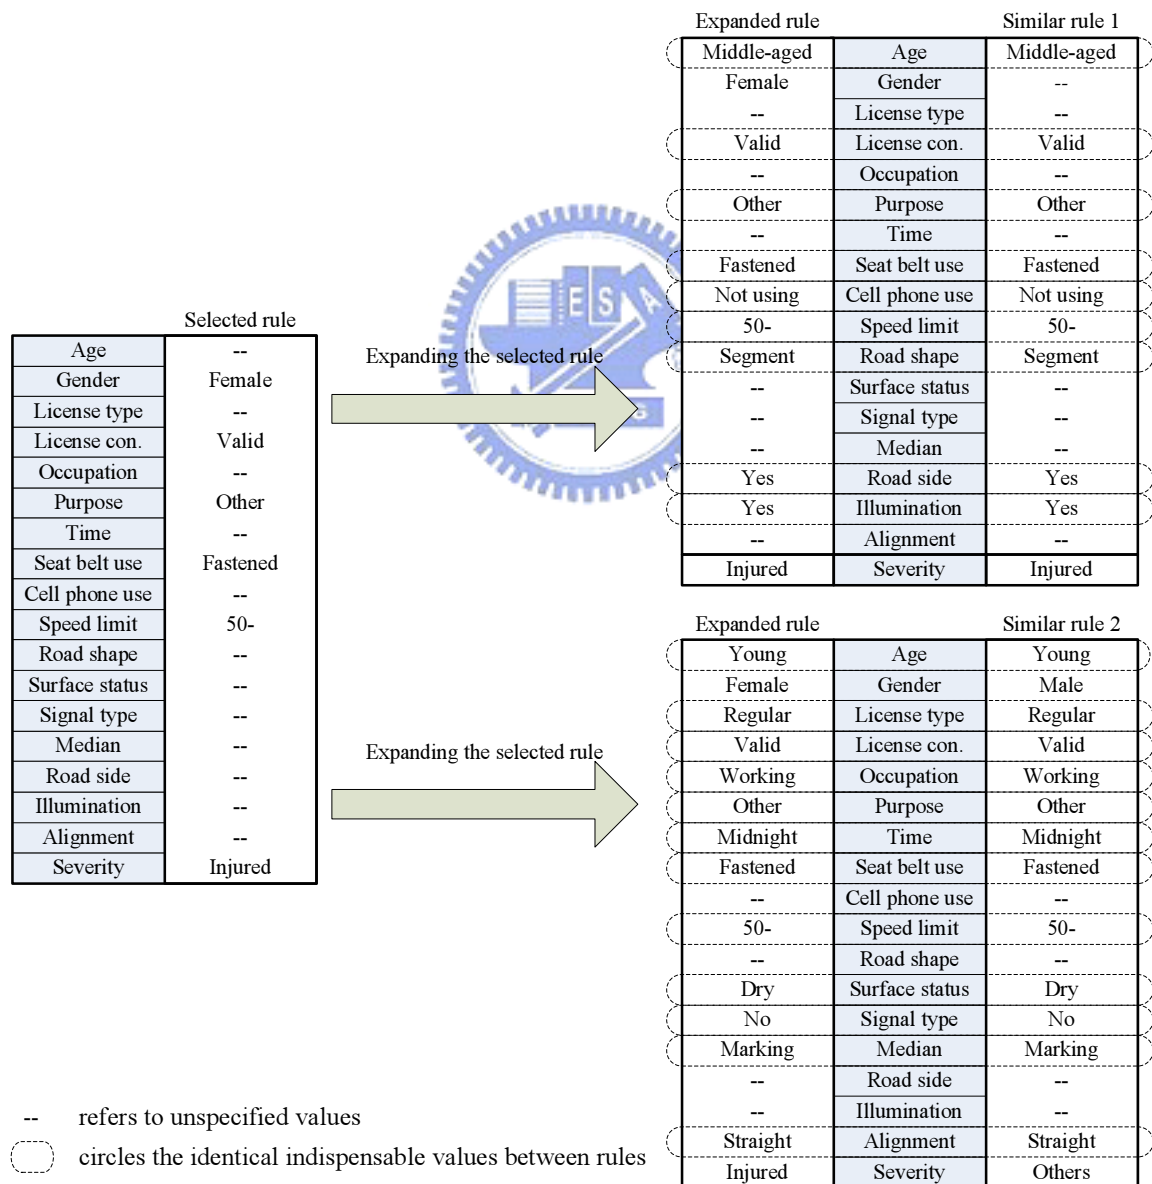 Expanded rule Similar rule 1
Middle-aged Age Middle-aged
Female Gender --
-- License type --
Valid License con. Valid
-- Occupation --
Other Purpose Other
-- Time --
Fastened Seat belt use Fastened
Not using Cell phone use Not using
50- Speed limit 50-
Segment Road shape Segment
-- Surface status --
-- Signal type --
-- Median --
Yes Road side Yes
Yes Illumination Yes
-- Alignment --
Injured Severity Injured
Selected rule
Age --
Gender Female
License type --
License con. Valid
Occupation --
Purpose Other
Time --
Seat belt use Fastened
Cell phone use --
Speed limit 50-
Road shape --
Surface status --
Signal type --
Median --
Road side --
Illumination --
Alignment --
Severity Injured
Expanding the selected rule
E S A
Expanding the selected rule
Expanded rule Similar rule 2
Young Age Young
Female Gender Male
Regular License type Regular
Valid License con. Valid
Working Occupation Working
Other Purpose Other
Midnight Time Midnight
Fastened Seat belt use Fastened
-- Cell phone use --
50- Speed limit 50-
-- Road shape --
Dry Surface status Dry
No Signal type No
Marking Median Marking
-- Road side --
-- Illumination --
Straight Alignment Straight
Injured Severity Others
-- refers to unspecified values
circles the identical indispensable values between rules